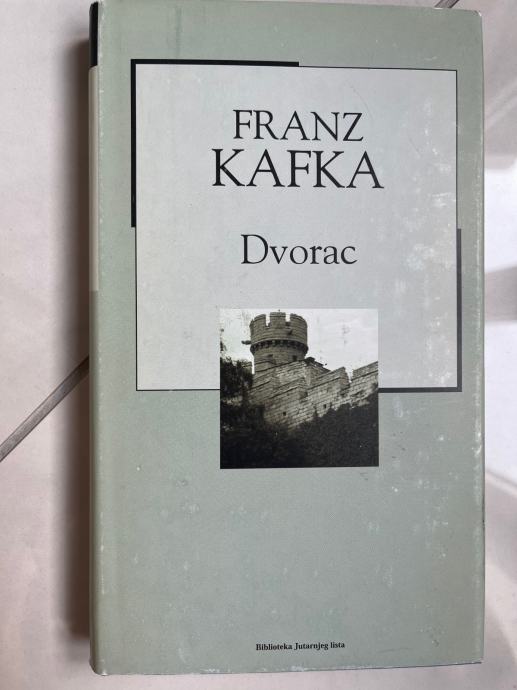 FRANZ
KAFKA
Dvorac
Biblioteka Jutarnjeg lista